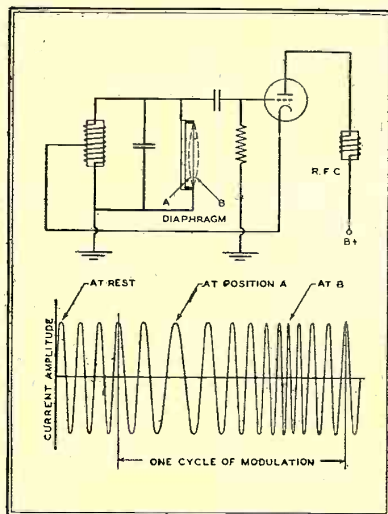 R.F.C
B+
A
B
DIAPHRAGM
AT REST
AT POSITION A
AT B
CURRENT AMPLITUDE
ONE CYCLE OF MODULATION